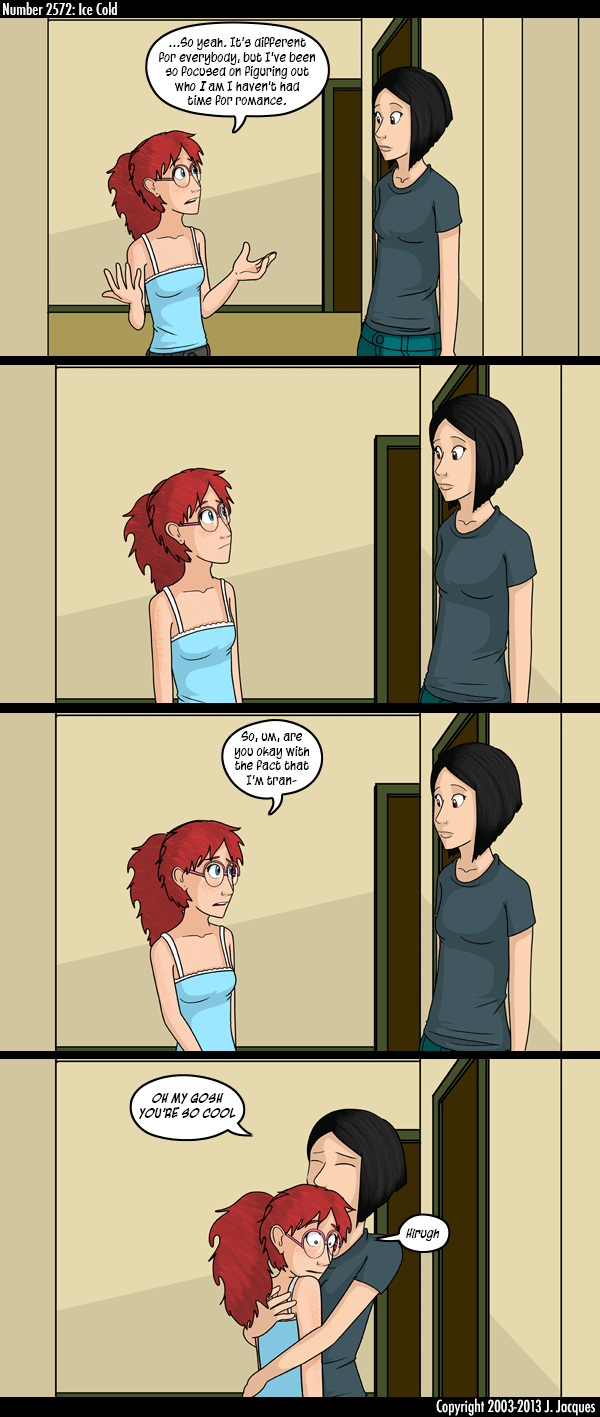 Number 2572: Ice Cold
...So yeah. It's different
for everybody, but I've been
so focused on figuring out
who I am I haven't had
time for romance.
So, um, are
you okay with
the fact that
I'm tran-
OH MY GOSH
YOU'RE SO COOL
Hirugh
Copyright 2003-2013 J. Jacques